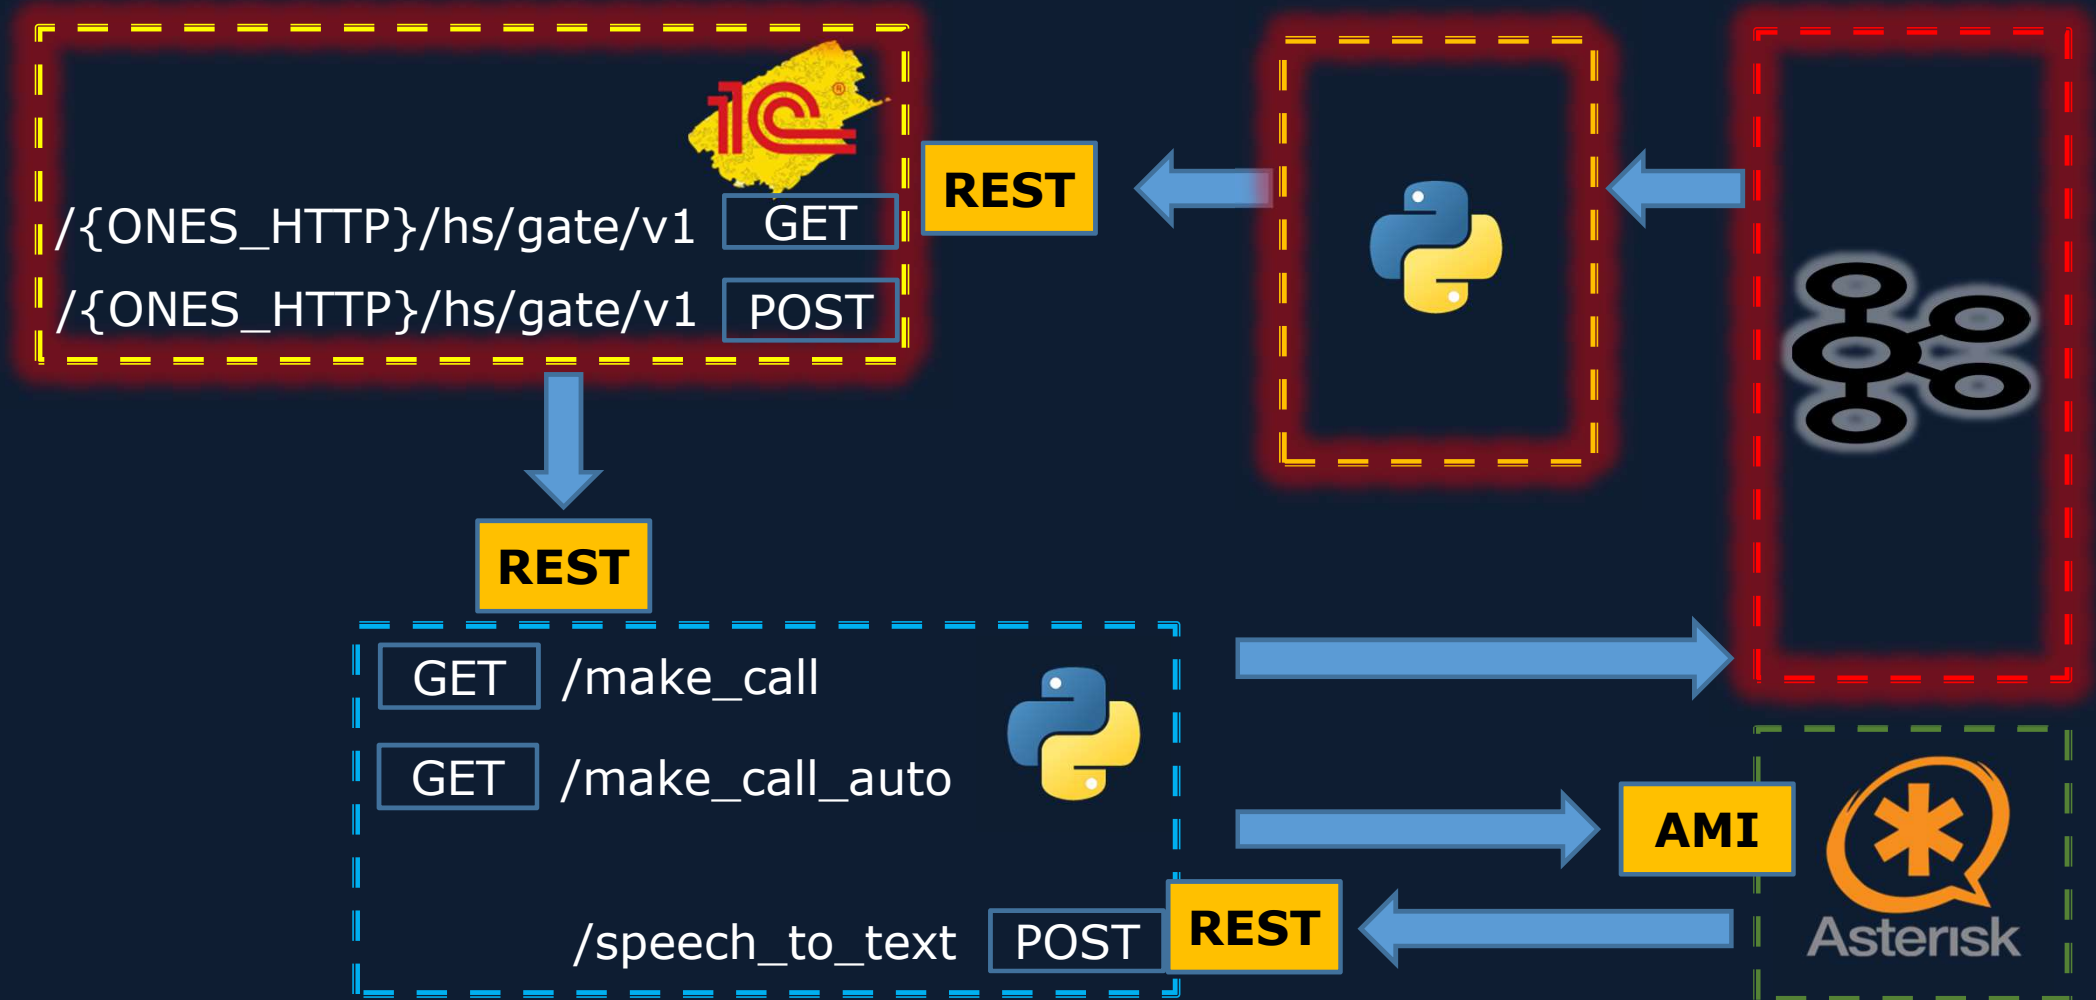 1С®
REST
/{ONES_HTTP}/hs/gate/v1 GET
/{ONES_HTTP}/hs/gate/v1 POST
REST
GET /make_call
GET /make_call_auto
AMI
/speech_to_text POST REST
Asterisk